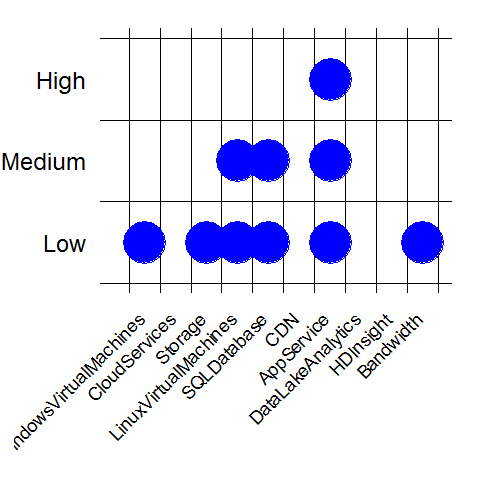 High
Medium
Low
ndowsVirtualMachines
CloudServices
Storage
LinuxVirtualMachines
SQLDatabase
CDN
AppService
DataLakeAnalytics
HDInsight
Bandwidth